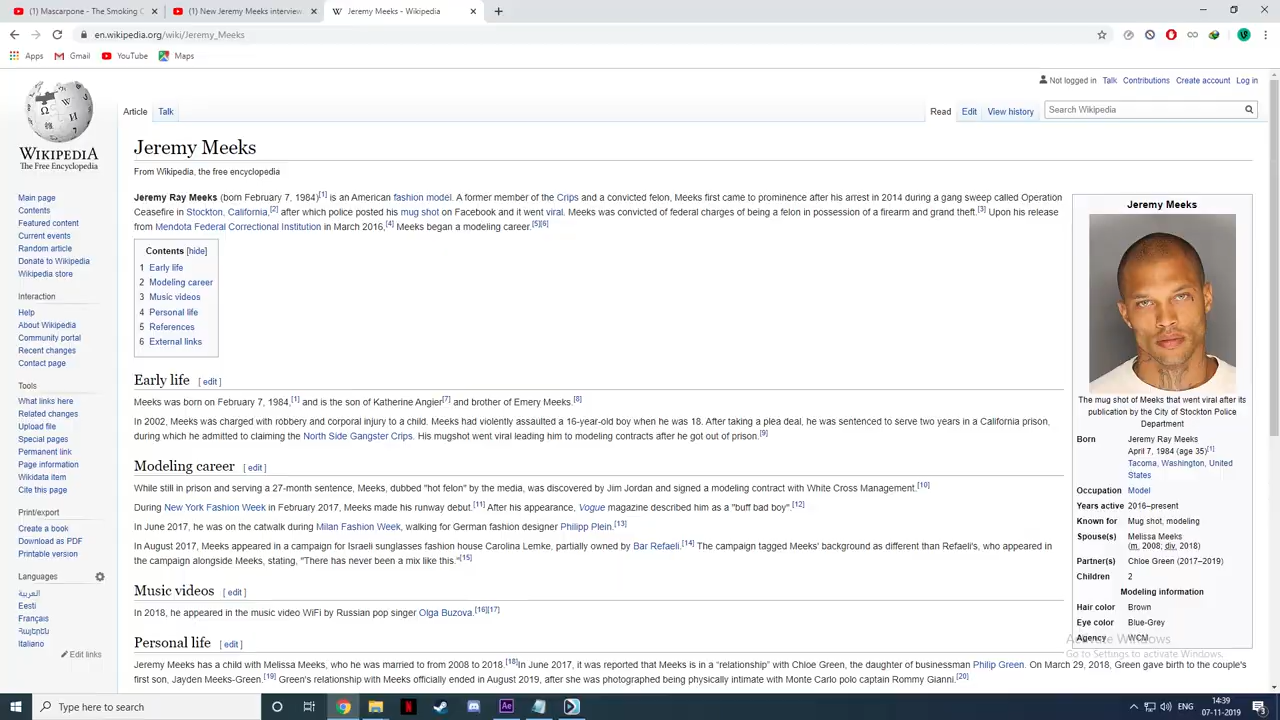 (1) Mascarpone - The Smoking C
(1) New Jeremy Meeks interview
Jeremy Meeks - Wikipedia
en.wikipedia.org/wiki/Jeremy_Meeks
Apps Gmail YouTube Maps
Not logged in Talk Contributions Create account Log in
Article Talk Read Edit View history Search Wikipedia
WIKIPEDIA
The Free Encyclopedia
Main page
Contents
Featured content
Current events
Random article
Donate to Wikipedia
Wikipedia store
Interaction
Help
About Wikipedia
Community portal
Recent changes
Contact page
Tools
What links here
Related changes
Upload file
Special pages
Permanent link
Page information
Wikidata item
Cite this page
Print/export
Create a book
Download as PDF
Printable version
Languages
العربية
Eesti
Français
Հայերեն
Italiano
Edit links
Jeremy Meeks
From Wikipedia, the free encyclopedia
Jeremy Ray Meeks (born February 7, 1984)[1] is an American fashion model. A former member of the Crips and a convicted felon, Meeks first came to prominence after his arrest in 2014 during a gang sweep called Operation
Ceasefire in Stockton, California,[2] after which police posted his mug shot on Facebook and it went viral. Meeks was convicted of federal charges of being a felon in possession of a firearm and grand theft.[3] Upon his release
from Mendota Federal Correctional Institution in March 2016,[4] Meeks began a modeling career.[5][6]
Contents [hide]
1 Early life
2 Modeling career
3 Music videos
4 Personal life
5 References
6 External links
Early life [ edit ]
Meeks was born on February 7, 1984,[1] and is the son of Katherine Angier[7] and brother of Emery Meeks.[8]
In 2002, Meeks was charged with robbery and corporal injury to a child. Meeks had violently assaulted a 16-year-old boy when he was 18. After taking a plea deal, he was sentenced to serve two years in a California prison,
during which he admitted to claiming the North Side Gangster Crips. His mugshot went viral leading him to modeling contracts after he got out of prison.[9]
Modeling career [ edit ]
While still in prison and serving a 27-month sentence, Meeks, dubbed "hot felon" by the media, was discovered by Jim Jordan and signed a modeling contract with White Cross Management.[10]
During New York Fashion Week in February 2017, Meeks made his runway debut.[11] After his appearance, Vogue magazine described him as a "buff bad boy".[12]
In June 2017, he was on the catwalk during Milan Fashion Week, walking for German fashion designer Philipp Plein.[13]
In August 2017, Meeks appeared in a campaign for Israeli sunglasses fashion house Carolina Lemke, partially owned by Bar Refaeli.[14] The campaign tagged Meeks' background as different than Refaeli's, who appeared in
the campaign alongside Meeks, stating, "There has never been a mix like this."[15]
Music videos [ edit ]
In 2018, he appeared in the music video WiFi by Russian pop singer Olga Buzova.[16][17]
Personal life [ edit ]
Jeremy Meeks has a child with Melissa Meeks, who he was married to from 2008 to 2018.[18]In June 2017, it was reported that Meeks is in a "relationship" with Chloe Green, the daughter of businessman Philip Green. On March 29, 2018, Green gave birth to the couple's
first son, Jayden Meeks-Green.[19] Green's relationship with Meeks officially ended in August 2019, after she was photographed being physically intimate with Monte Carlo polo captain Rommy Gianni.[20]
Jeremy Meeks
The mug shot of Meeks that went viral after its
publication by the City of Stockton Police
Department
Born Jeremy Ray Meeks
April 7, 1984 (age 35)[1]
Tacoma, Washington, United
States
Occupation Model
Years active 2016–present
Known for Mug shot, modeling
Spouse(s) Melissa Meeks
(m. 2008; div. 2018)
Partner(s) Chloe Green (2017–2019)
Children 2
Modeling information
Hair color Brown
Eye color Blue-Grey
Agency WCM
Activate Windows
Go to Settings to activate Windows.
Type here to search
14:39
07-11-2019